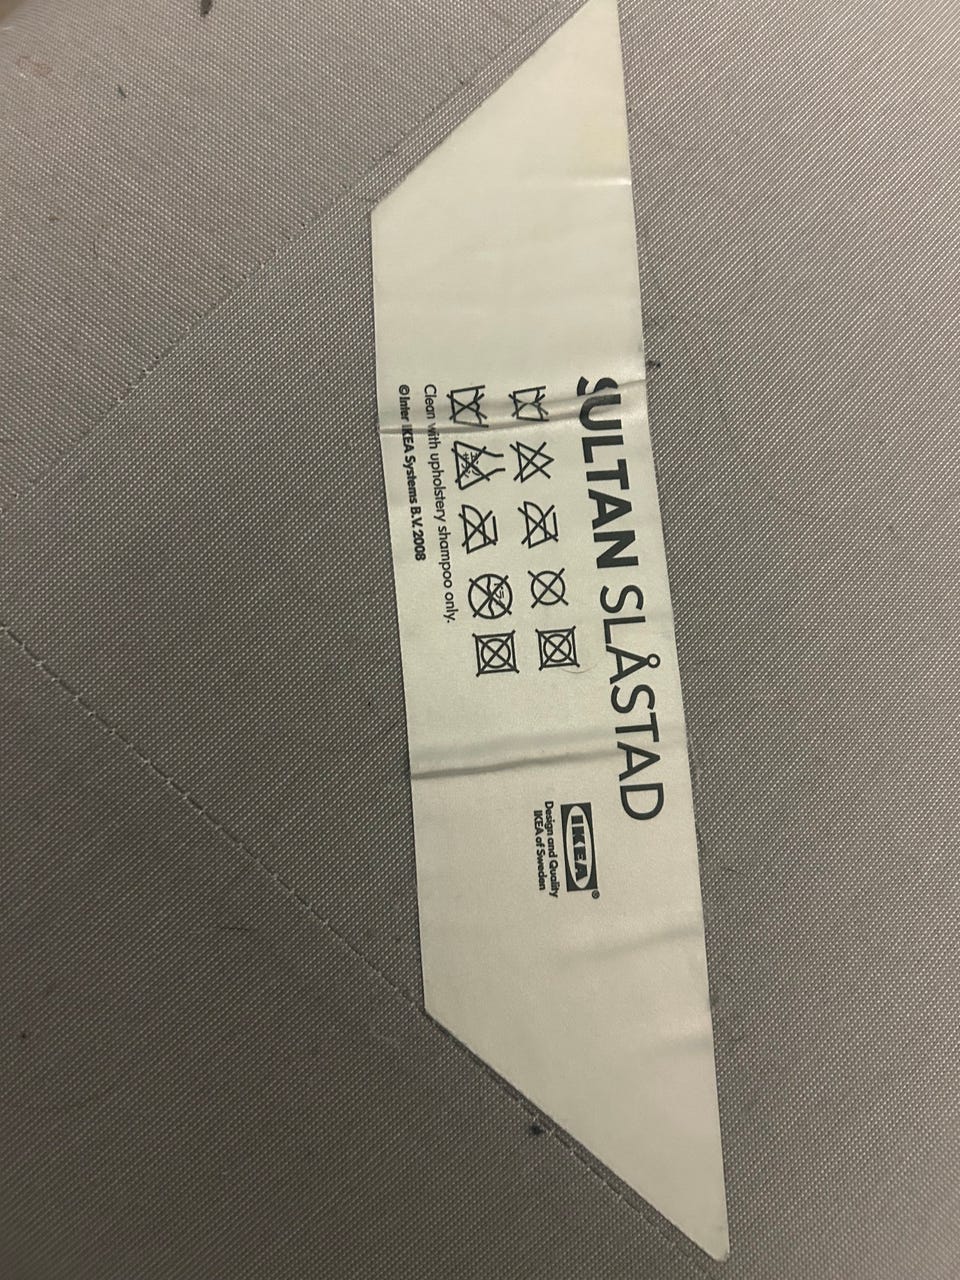 SULTAN SLÅSTAD
Clean with upholstery shampoo only.
© Inter IKEA Systems B.V. 2008
IKEA®
Design and Quality
IKEA of Sweden